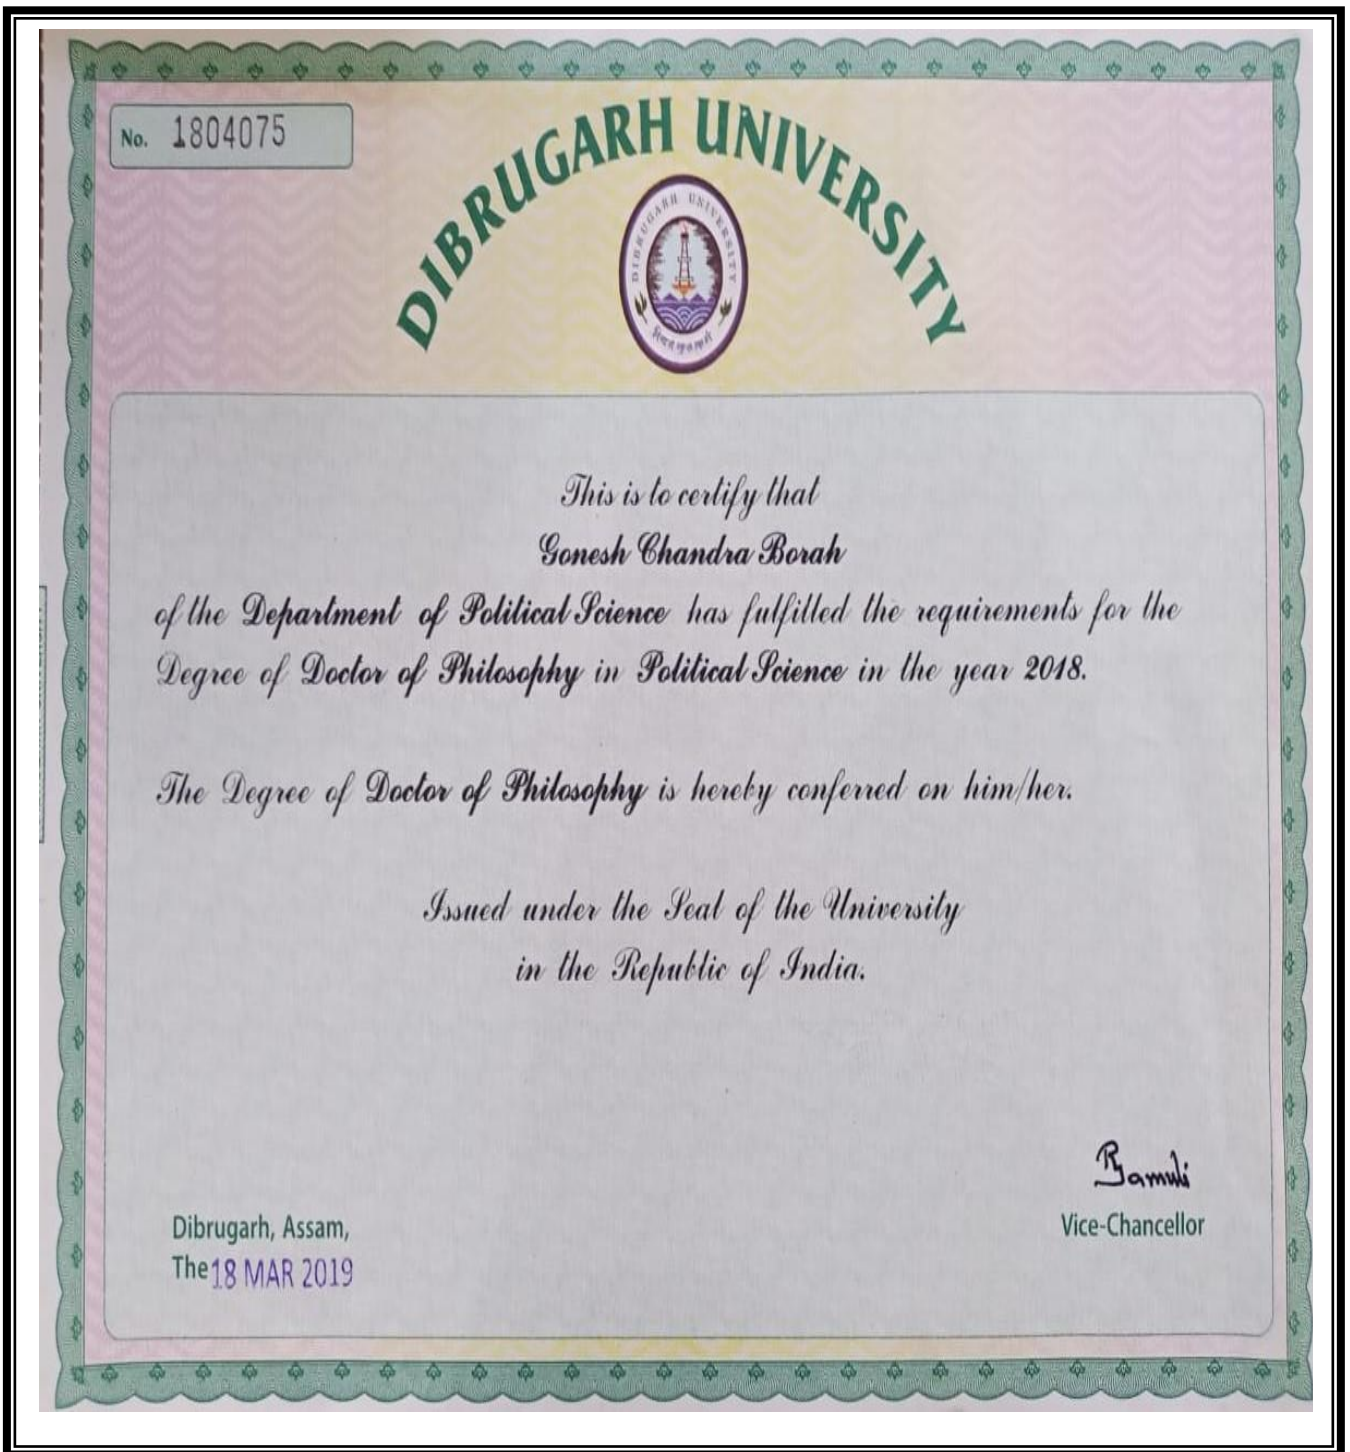 No. 1804075
DIBRUGARH UNIVERSITY
DIBRUGARH UNIVERSITY
This is to certify that
Gonesh Chandra Borah
of the Department of Political Science has fulfilled the requirements for the
Degree of Doctor of Philosophy in Political Science in the year 2018.
The Degree of Doctor of Philosophy is hereby conferred on him/her.
Issued under the Seal of the University
in the Republic of India.
Dibrugarh, Assam,
The 18 MAR 2019
Vice-Chancellor